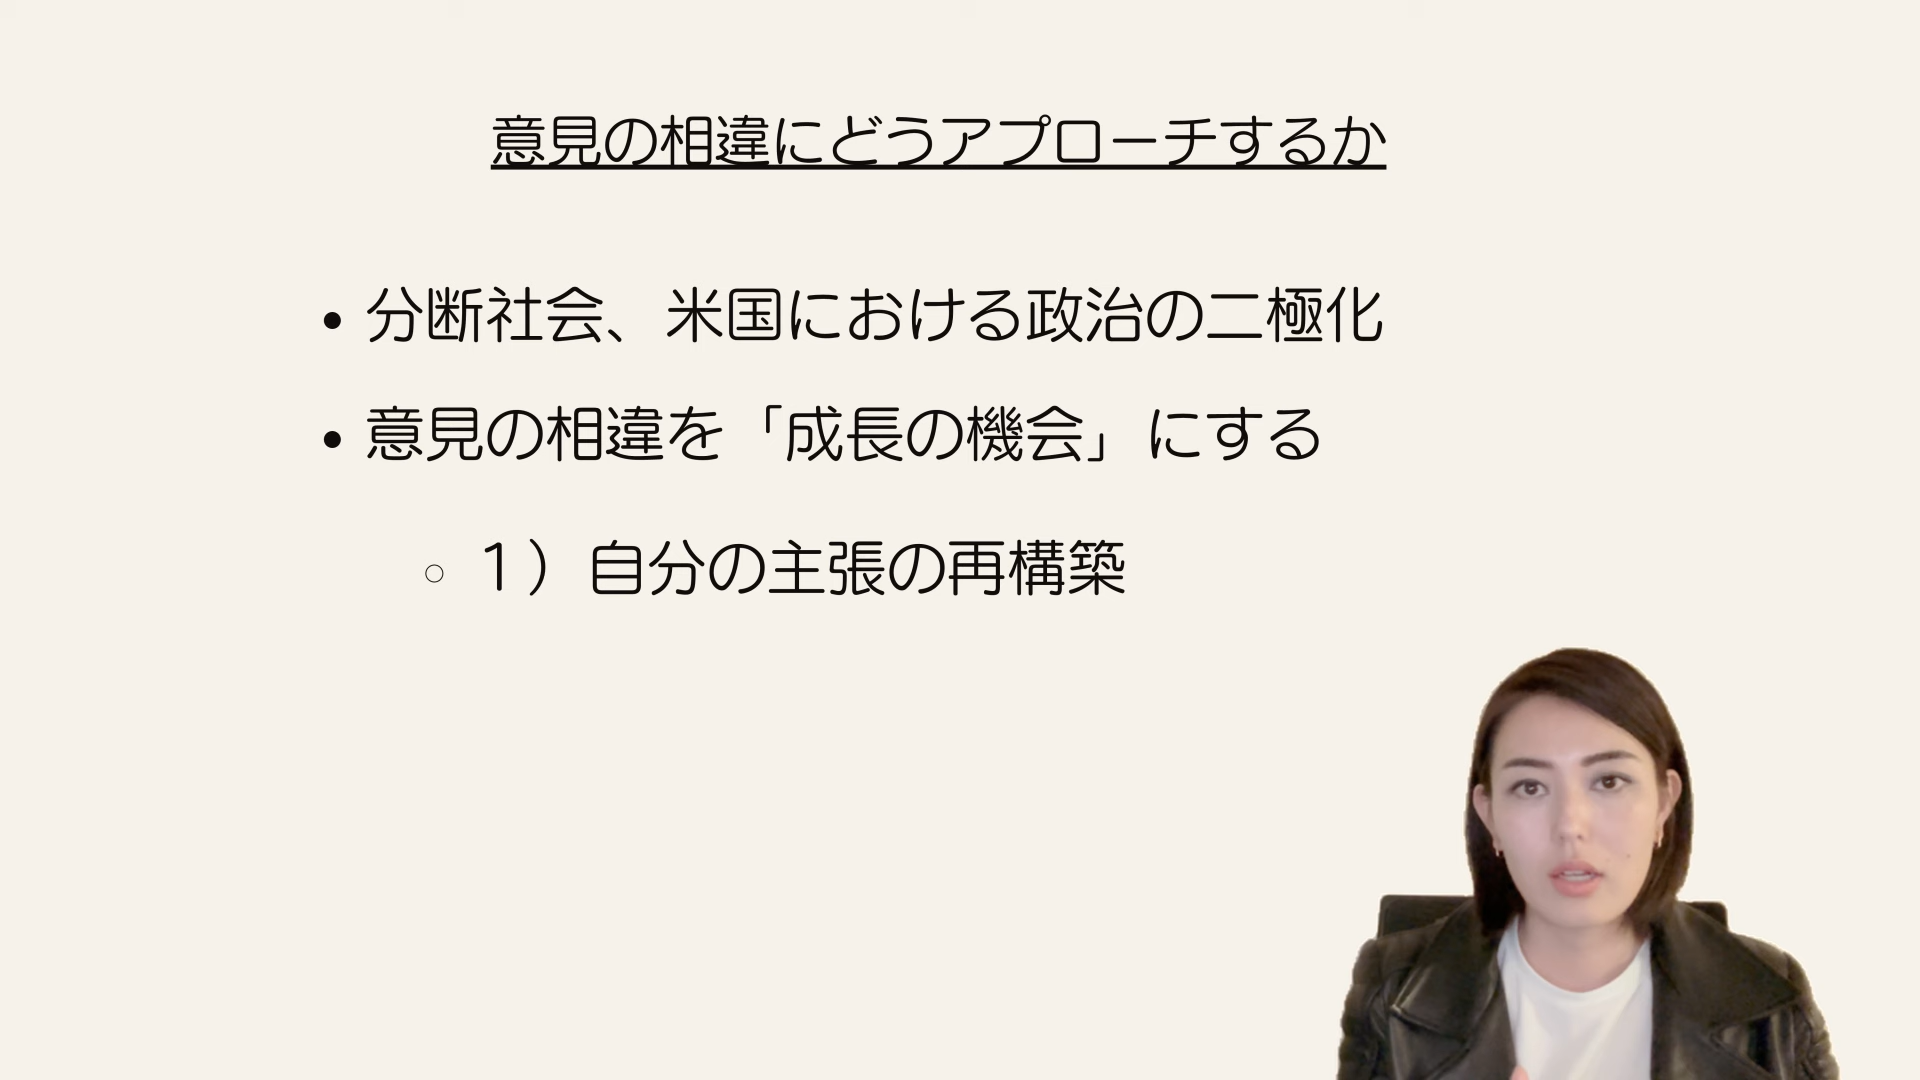 意見の相違にどうアプローチするか
• 分断社会、米国における政治の二極化
• 意見の相違を「成長の機会」にする
○ １）自分の主張の再構築